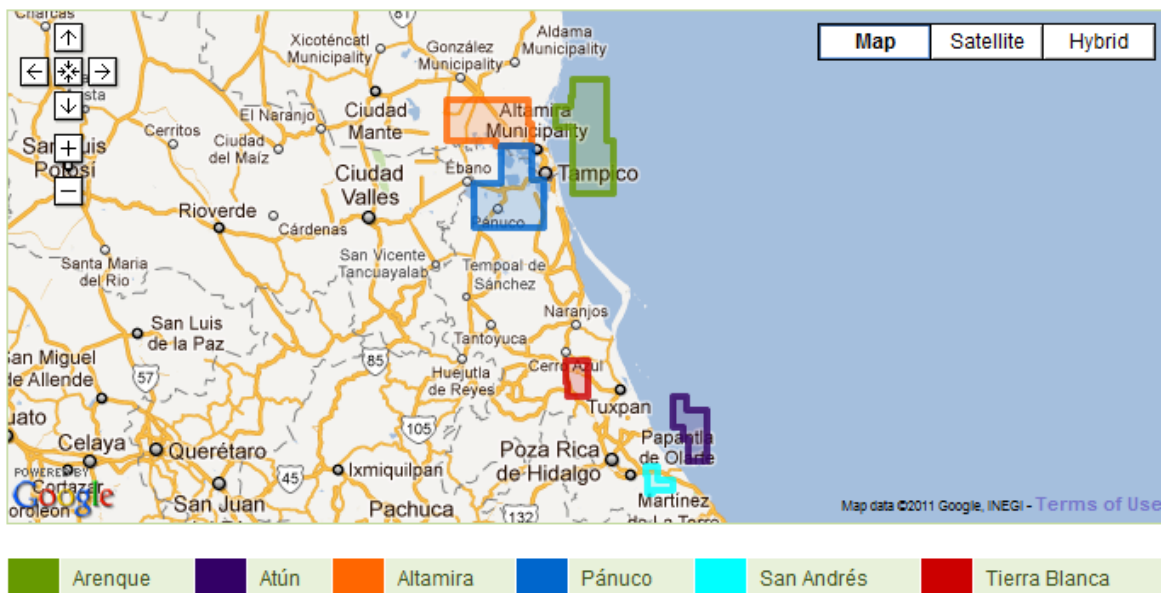 Charcas
81
Aldama
Municipality
Xicoténcatl
Municipality
González
Municipality
Map Satellite Hybrid
Ciudad
Mante
Altamira
Municipality
El Naranjo
Cerritos
Ciudad
del Maíz
San Luis
Potosí
Ciudad
Valles
Ébano
Tampico
Rioverde
Cárdenas
Pánuco
Santa Maria
del Rio
San Vicente
Tancuayalab
Tempoal de
Sánchez
San Luis
de la Paz
Naranjos
Tantoyuca
San Miguel
de Allende
57
85
Huejutla
de Reyes
Cerro Azul
Tuxpan
105
Celaya
Querétaro
Ixmiquilpan
Poza Rica
de Hidalgo
Papantla
de Olarte
POWERED BY
Google
Cortazar
45
San Juan
Pachuca
132
Martínez
de La Torre
Map data ©2011 Google, INEGI - Terms of Use
Arenque Atún Altamira Pánuco San Andrés Tierra Blanca